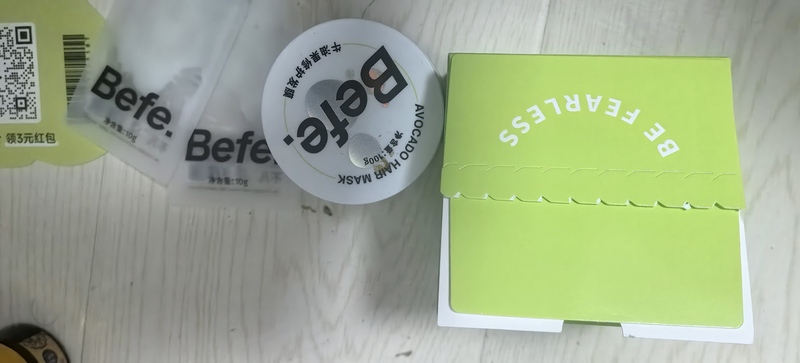 领3元红包
Befe.
净含量:10g
Befe.
净含量:10g
牛油果修护发膜
Befe.
净含量:300g
AVOCADO HAIR MASK
BE FEARLESS